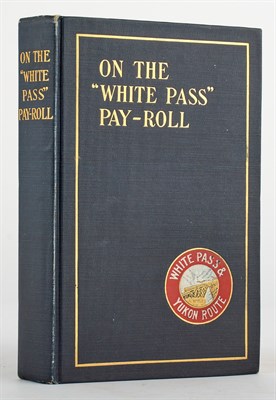 ON THE
"WHITE
PASS"
PAY-ROLL
ON THE
"WHITE PASS"
PAY-ROLL
WHITE PASS &
YUKON ROUTE